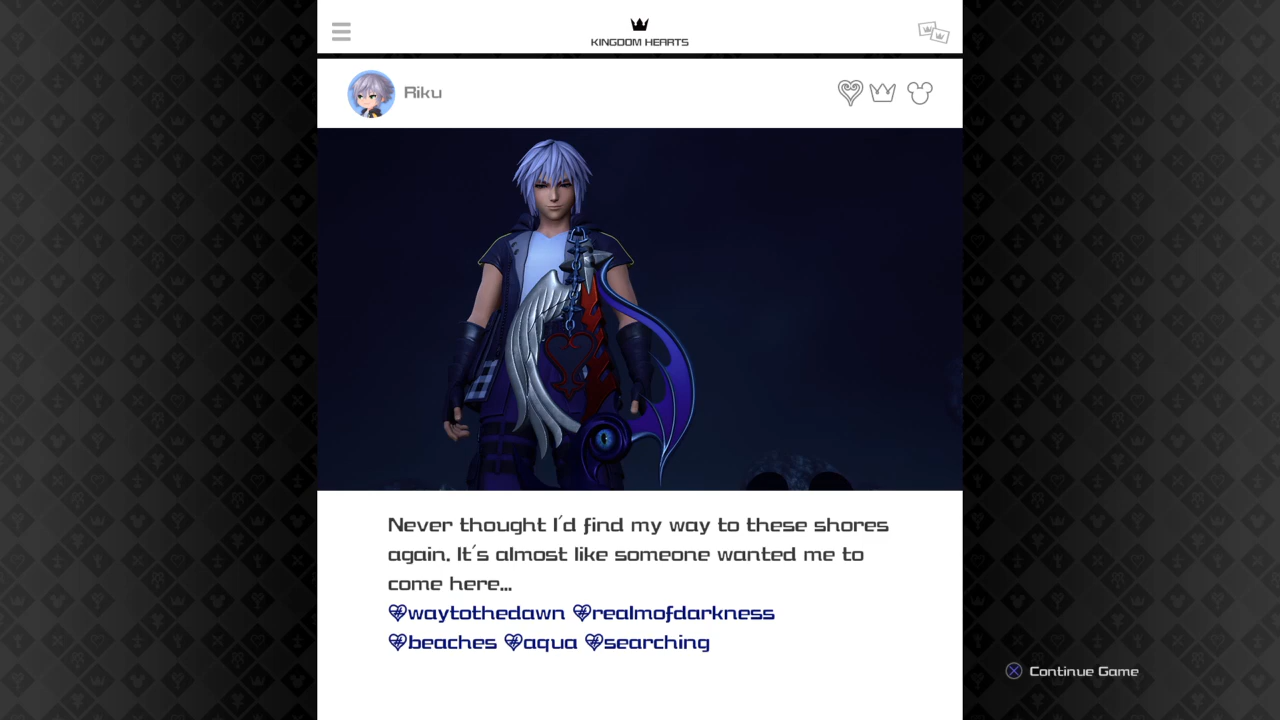 KINGDOM HEARTS
Riku
Never thought I'd find my way to these shores
again. It's almost like someone wanted me to
come here...
#waytothedawn #realmofdarkness
#beaches #aqua #searching
Continue Game